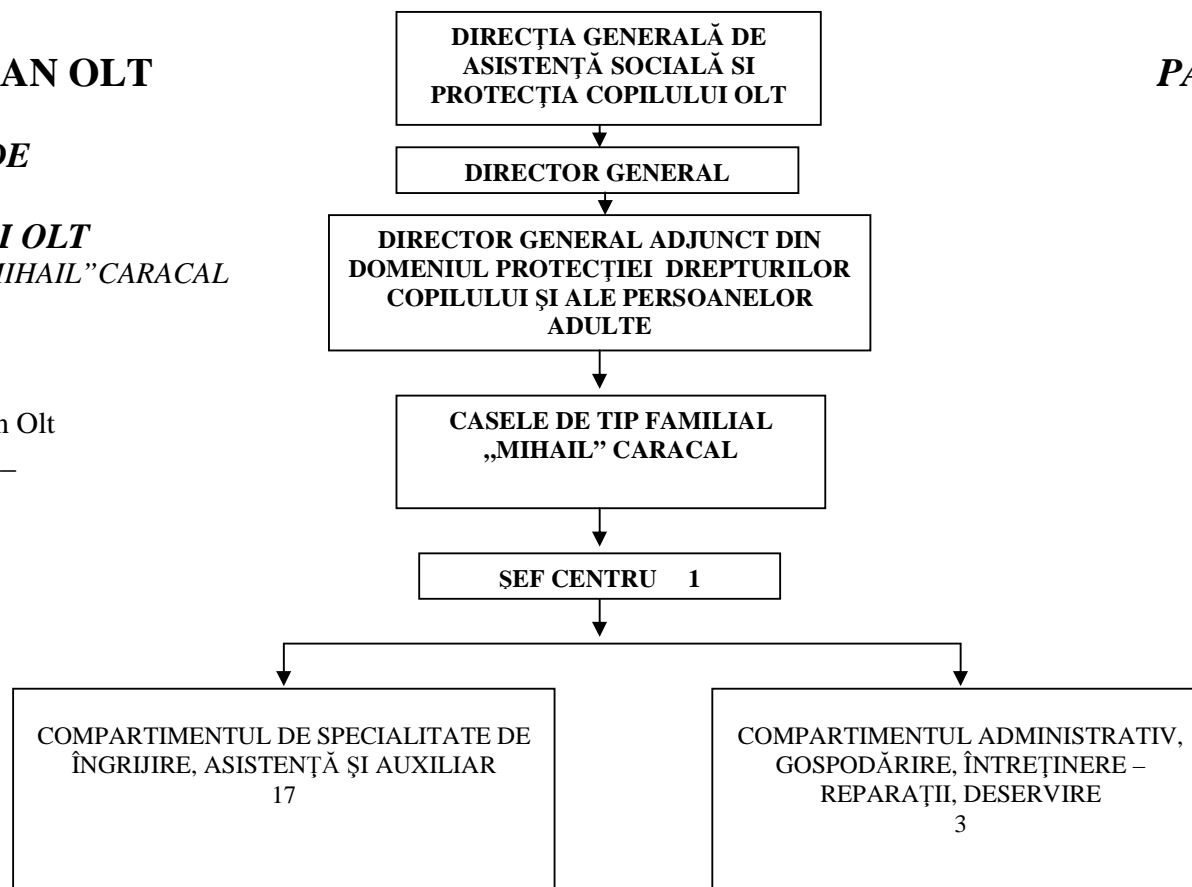 AN OLT
DE
I OLT
MIHAIL”CARACAL
n Olt
–
PA
DIRECŢIA GENERALĂ DE
ASISTENŢĂ SOCIALĂ SI
PROTECŢIA COPILULUI OLT
DIRECTOR GENERAL
DIRECTOR GENERAL ADJUNCT DIN
DOMENIUL PROTECŢIEI DREPTURILOR
COPILULUI ŞI ALE PERSOANELOR
ADULTE
CASELE DE TIP FAMILIAL
„MIHAIL” CARACAL
ŞEF CENTRU 1
COMPARTIMENTUL DE SPECIALITATE DE
ÎNGRIJIRE, ASISTENŢĂ ŞI AUXILIAR
17
COMPARTIMENTUL ADMINISTRATIV,
GOSPODĂRIRE, ÎNTREŢINERE –
REPARAŢII, DESERVIRE
3